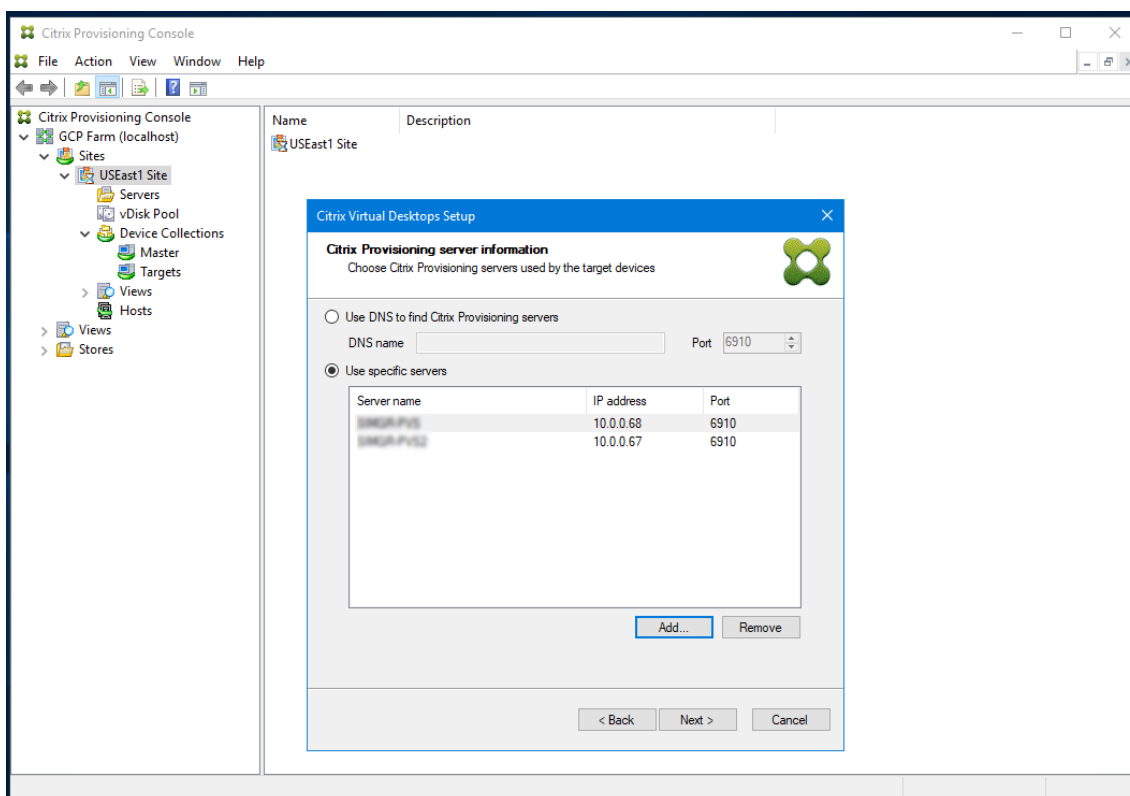 Citrix Provisioning Console
File Action View Window Help
Citrix Provisioning Console
GCP Farm (localhost)
Sites
USEast1 Site
Servers
vDisk Pool
Device Collections
Master
Targets
Views
Hosts
Views
Stores
Name Description
USEast1 Site
Citrix Virtual Desktops Setup
Citrix Provisioning server information
Choose Citrix Provisioning servers used by the target devices
Use DNS to find Citrix Provisioning servers
DNS name Port 6910
Use specific servers
Server name IP address Port
10.0.0.68 6910
10.0.0.67 6910
Add... Remove
< Back Next > Cancel